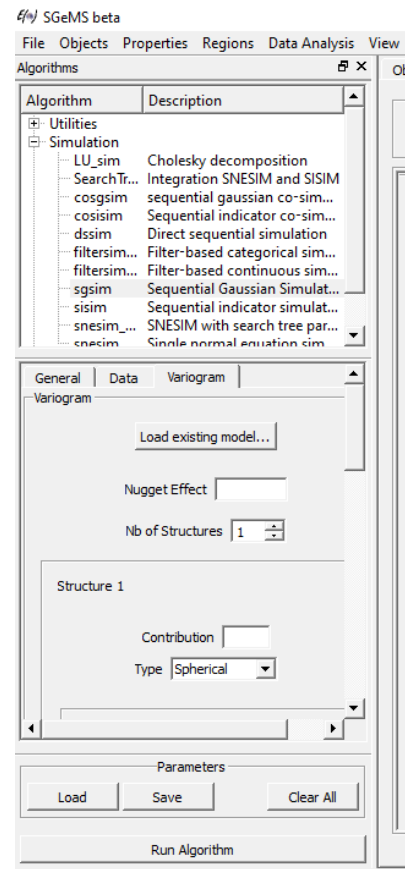 E(∞) SGeMS beta
File Objects Properties Regions Data Analysis View
Algorithms
Algorithm Description
Utilities
Simulation
LU_sim Cholesky decomposition
SearchTr... Integration SNESIM and SISIM
cosgsim sequential gaussian co-sim...
cosisim Sequential indicator co-sim...
dssim Direct sequential simulation
filtersim... Filter-based categorical sim...
filtersim... Filter-based continuous sim...
sgsim Sequential Gaussian Simulat...
sisim Sequential indicator simulat...
snesim_... SNESIM with search tree par...
snesim Single normal equation sim
General Data Variogram
Variogram
Load existing model...
Nugget Effect
Nb of Structures 1
Structure 1
Contribution
Type Spherical
Parameters
Load Save Clear All
Run Algorithm